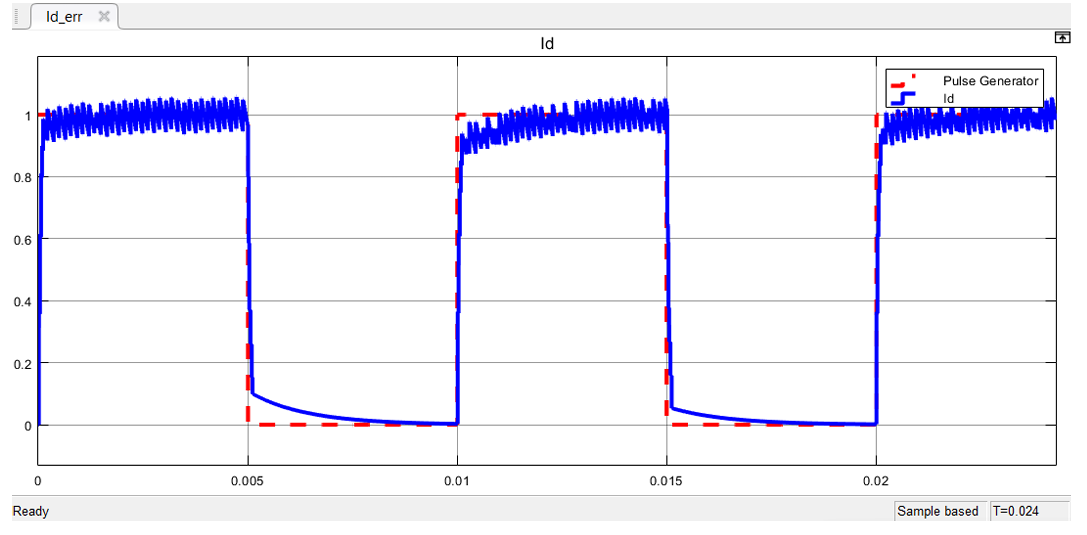 Id_err
Id
Pulse Generator
Id
1
0.8
0.6
0.4
0.2
0
0 0.005 0.01 0.015 0.02
Ready Sample based T=0.024